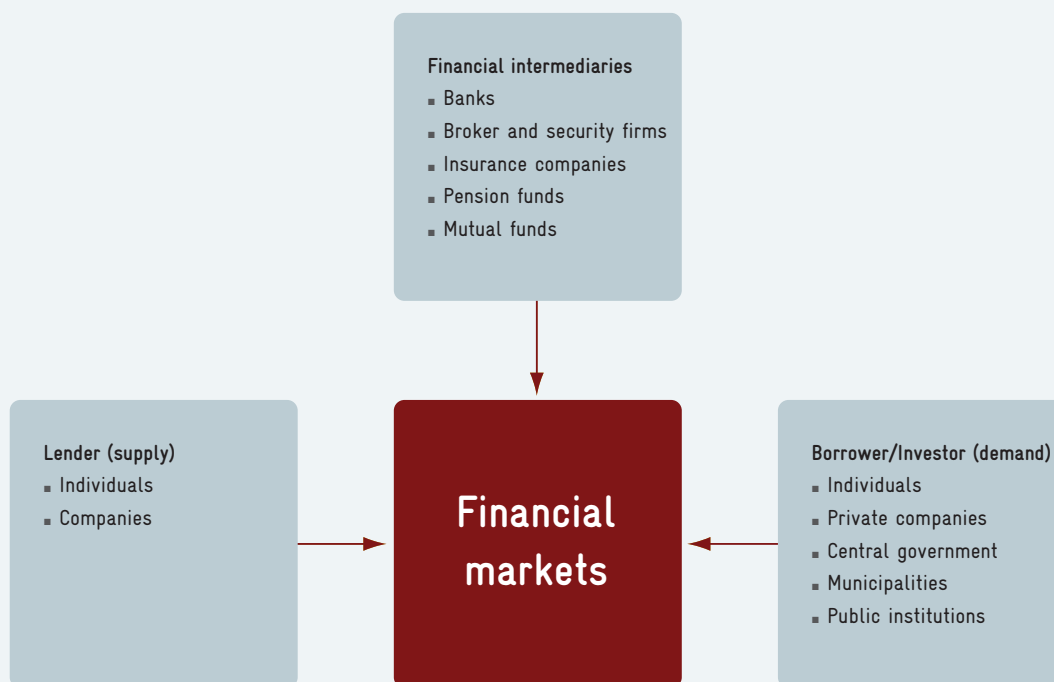 Financial intermediaries
▪ Banks
▪ Broker and security firms
▪ Insurance companies
▪ Pension funds
▪ Mutual funds
Lender (supply)
▪ Individuals
▪ Companies
Financial
markets
Borrower/Investor (demand)
▪ Individuals
▪ Private companies
▪ Central government
▪ Municipalities
▪ Public institutions